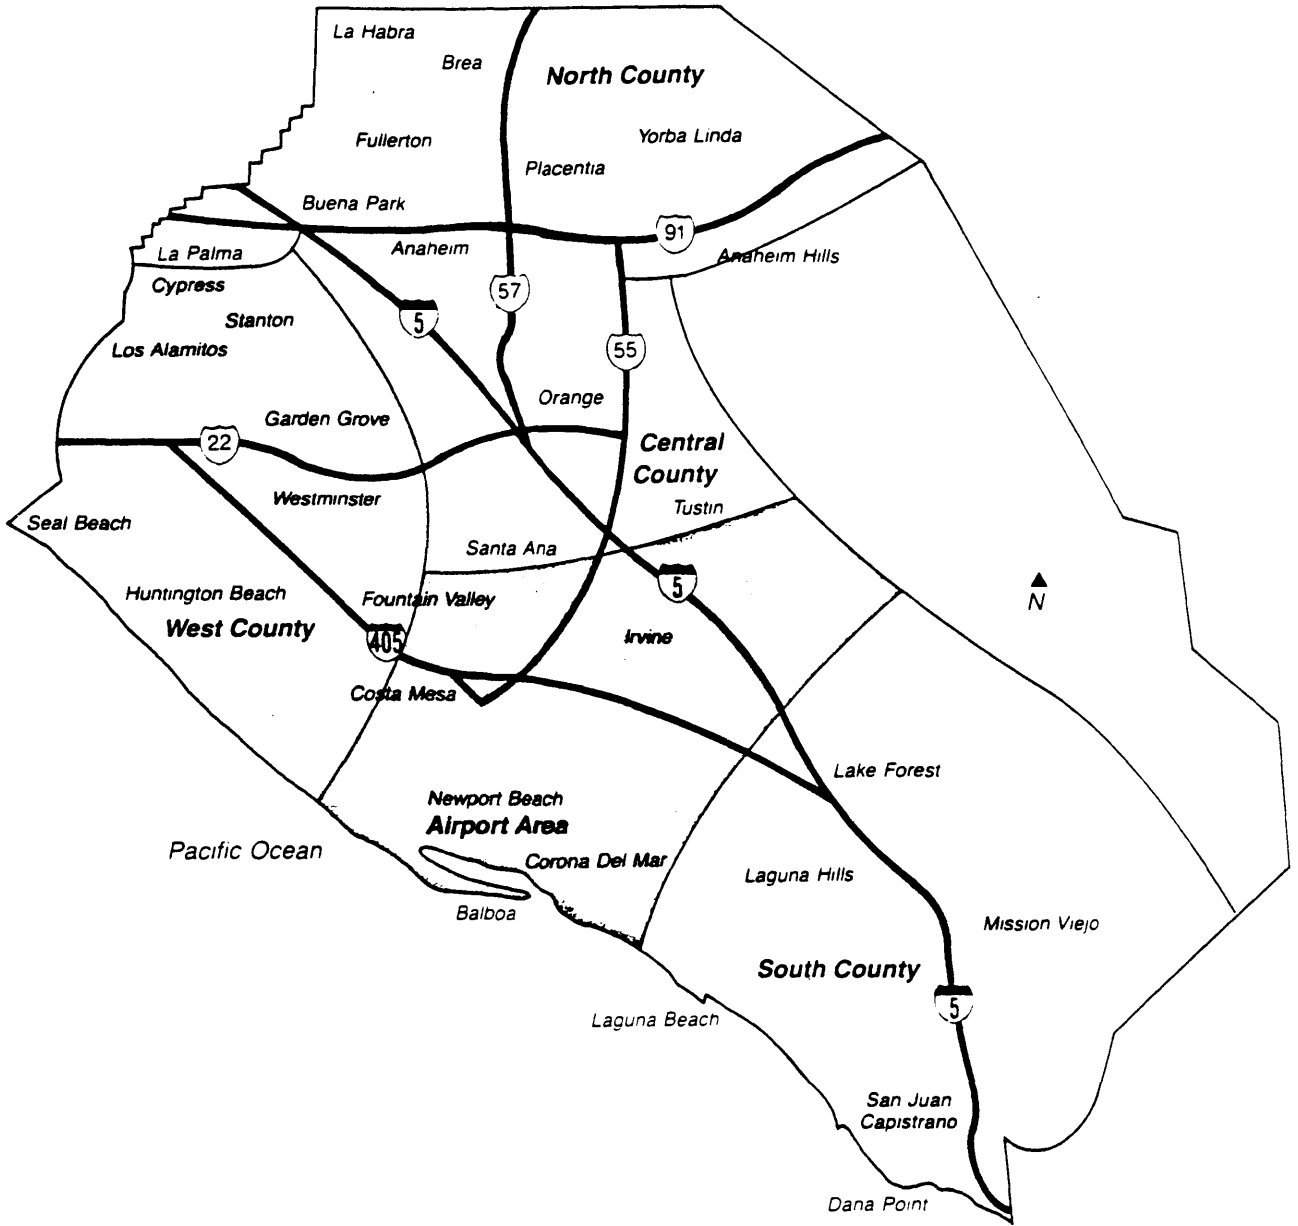 La Habra
Brea
North County
Fullerton
Yorba Linda
Placentia
Buena Park
91
Anaheim
La Palma
Anaheim Hills
Cypress
57
5
Stanton
Los Alamitos
55
Orange
Garden Grove
22
Central
County
Westminster
Tustin
Seal Beach
Santa Ana
5
Huntington Beach
Fountain Valley
N
West County
405
Irvine
Costa Mesa
Lake Forest
Newport Beach
Airport Area
Pacific Ocean
Corona Del Mar
Laguna Hills
Balboa
Mission Viejo
South County
5
Laguna Beach
San Juan
Capistrano
Dana Point